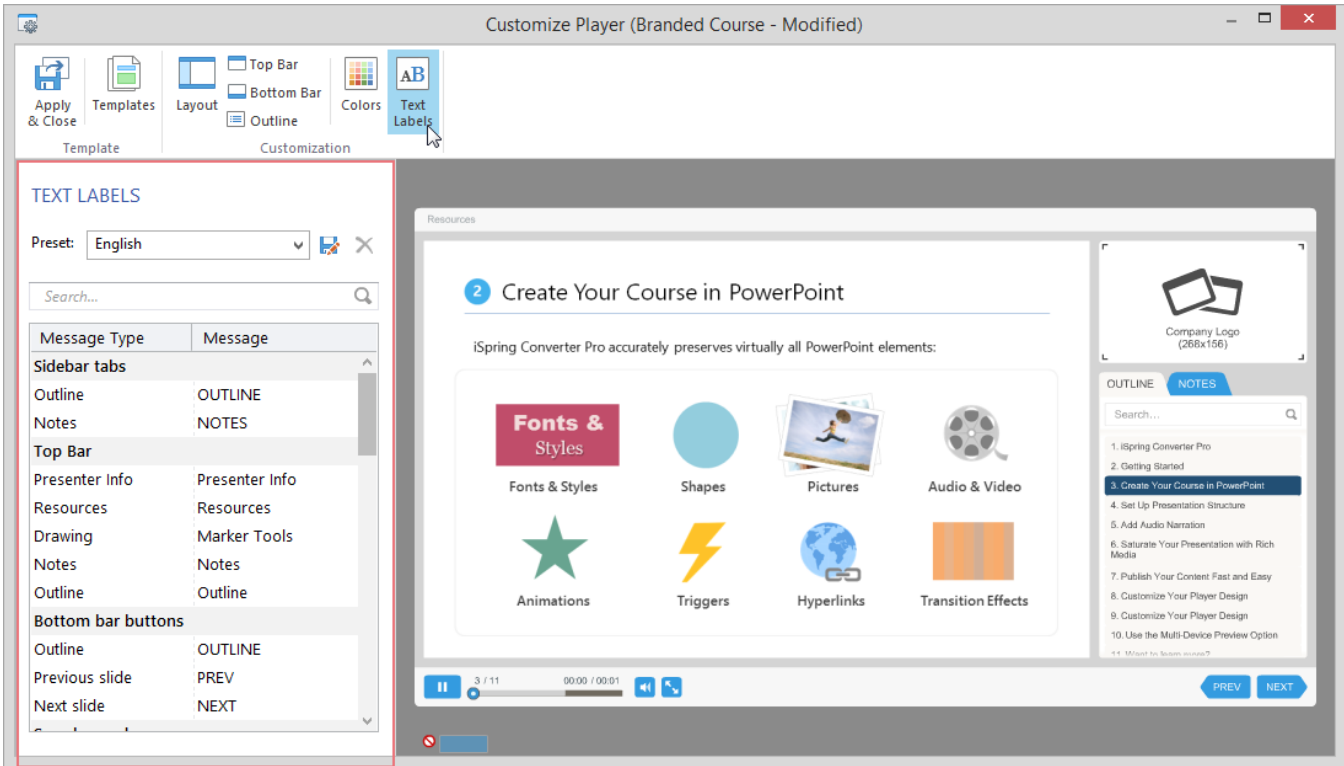 Customize Player (Branded Course - Modified)
Apply & Close
Templates
Layout
Top Bar
Bottom Bar
Outline
Colors
AB
Text Labels
Template
Customization
TEXT LABELS
Preset: English
Search...
Message Type Message
Sidebar tabs
Outline OUTLINE
Notes NOTES
Top Bar
Presenter Info Presenter Info
Resources Resources
Drawing Marker Tools
Notes Notes
Outline Outline
Bottom bar buttons
Outline OUTLINE
Previous slide PREV
Next slide NEXT
Resources
2 Create Your Course in PowerPoint
iSpring Converter Pro accurately preserves virtually all PowerPoint elements:
Fonts &
Styles
Fonts & Styles
Shapes
Pictures
Audio & Video
Animations
Triggers
Hyperlinks
Transition Effects
3 / 11
00:00 / 00:01
Company Logo
(268x156)
OUTLINE NOTES
Search...
1. iSpring Converter Pro
2. Getting Started
3. Create Your Course in PowerPoint
4. Set Up Presentation Structure
5. Add Audio Narration
6. Saturate Your Presentation with Rich
Media
7. Publish Your Content Fast and Easy
8. Customize Your Player Design
9. Customize Your Player Design
10. Use the Multi-Device Preview Option
11. Want to learn more?
PREV NEXT